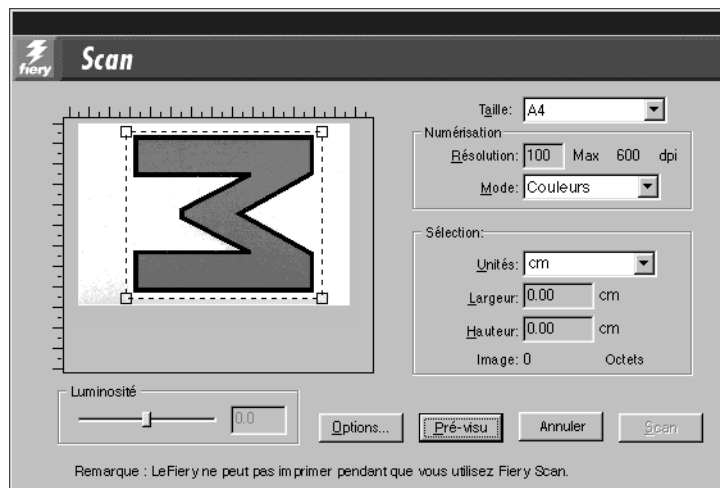 fiery
Scan
Taille: A4
Numérisation
Résolution: 100 Max 600 dpi
Mode: Couleurs
Sélection:
Unités: cm
Largeur: 0.00 cm
Hauteur: 0.00 cm
Image: 0 Octets
Luminosité
0.0
Options... Pré-visu Annuler Scan
Remarque : LeFiery ne peut pas imprimer pendant que vous utilisez Fiery Scan.